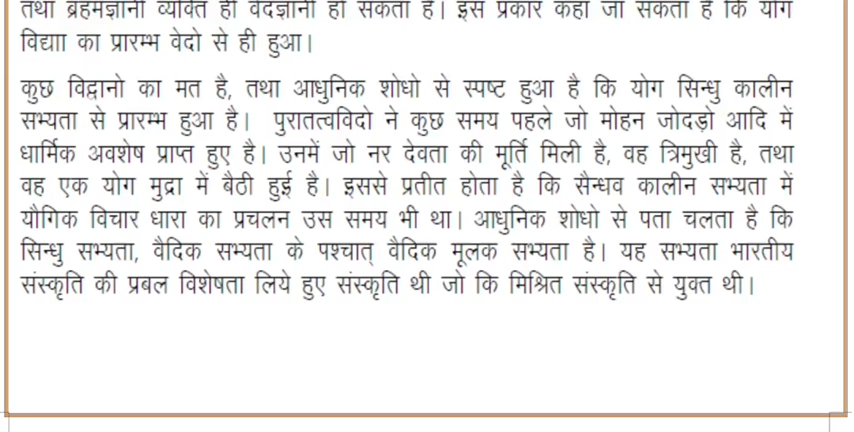 तथा ब्रहमज्ञानी व्यक्ति ही वेदज्ञानी हो सकता है। इस प्रकार कहा जा सकता है कि योग
विद्याा का प्रारम्भ वेदो से ही हुआ।
कुछ विद्वानो का मत है, तथा आधुनिक शोधो से स्पष्ट हुआ है कि योग सिन्धु कालीन
सभ्यता से प्रारम्भ हुआ है। पुरातत्वविदो ने कुछ समय पहले जो मोहन जोदड़ो आदि में
धार्मिक अवशेष प्राप्त हुए है। उनमें जो नर देवता की मूर्ति मिली है, वह त्रिमुखी है, तथा
वह एक योग मुद्रा में बैठी हुई है। इससे प्रतीत होता है कि सैन्धव कालीन सभ्यता में
यौगिक विचार धारा का प्रचलन उस समय भी था। आधुनिक शोधो से पता चलता है कि
सिन्धु सभ्यता, वैदिक सभ्यता के पश्चात् वैदिक मूलक सभ्यता है। यह सभ्यता भारतीय
संस्कृति की प्रबल विशेषता लिये हुए संस्कृति थी जो कि मिश्रित संस्कृति से युक्त थी।